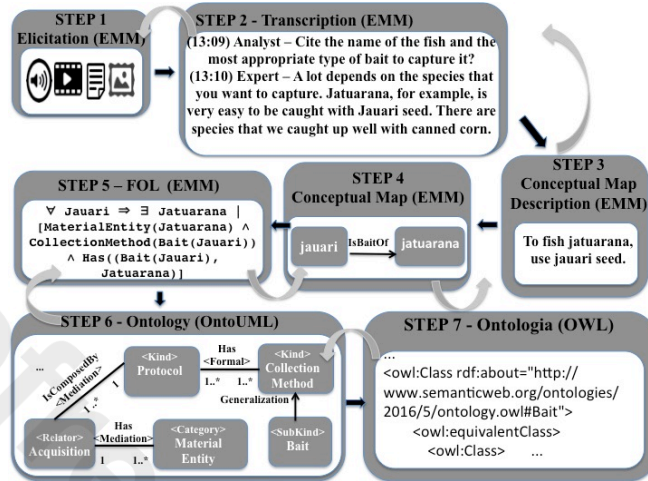 STEP 1
Elicitation (EMM)
STEP 2 - Transcription (EMM)
(13:09) Analyst – Cite the name of the fish and the
most appropriate type of bait to capture it?
(13:10) Expert – A lot depends on the species that
you want to capture. Jatuarana, for example, is
very easy to be caught with Jauari seed. There are
species that we caught up well with canned corn.
STEP 3
Conceptual Map
Description (EMM)
To fish jatuarana,
use jauari seed.
STEP 4
Conceptual Map (EMM)
jauari
IsBaitOf
jatuarana
STEP 5 – FOL (EMM)
∀ Jauari ⇒ ∃ Jatuarana |
[MaterialEntity(Jatuarana) ∧
CollectionMethod(Bait(Jauari))
∧ Has((Bait(Jauari),
Jatuarana)]
STEP 6 - Ontology (OntoUML)
...
IsComposedBy
<Mediation>
1
1..*
<Kind>
Protocol
Has
<Formal>
1..*
1..*
<Kind>
Collection
Method
Generalization
<Relator>
Acquisition
Has
<Mediation>
1
1..*
<Category>
Material
Entity
<SubKind>
Bait
STEP 7 - Ontologia (OWL)
...
<owl:Class rdf:about="http://
www.semanticweb.org/ontologies/
2016/5/ontology.owl#Bait">
<owl:equivalentClass>
<owl:Class> ...